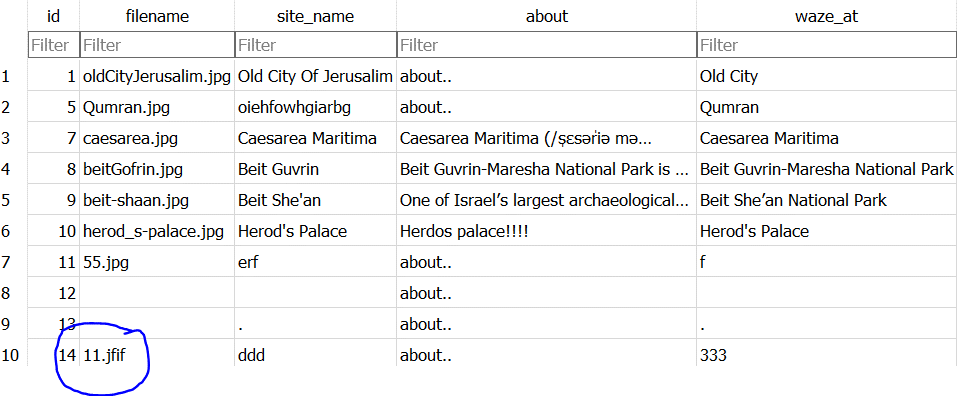 id filename site_name about waze_at
Filter Filter Filter Filter Filter
1 1 oldCityJerusalim.jpg Old City Of Jerusalim about.. Old City
2 5 Qumran.jpg oiehfowhgiarbg about.. Qumran
3 7 caesarea.jpg Caesarea Maritima Caesarea Maritima (/ˌsɛsəˈriə mə... Caesarea Maritima
4 8 beitGofrin.jpg Beit Guvrin Beit Guvrin-Maresha National Park is ... Beit Guvrin-Maresha National Park
5 9 beit-shaan.jpg Beit She'an One of Israel’s largest archaeological... Beit She’an National Park
6 10 herod_s-palace.jpg Herod's Palace Herdos palace!!!! Herod's Palace
7 11 55.jpg erf about.. f
8 12 about..
9 13 . about.. .
10 14 11.jfif ddd about.. 333